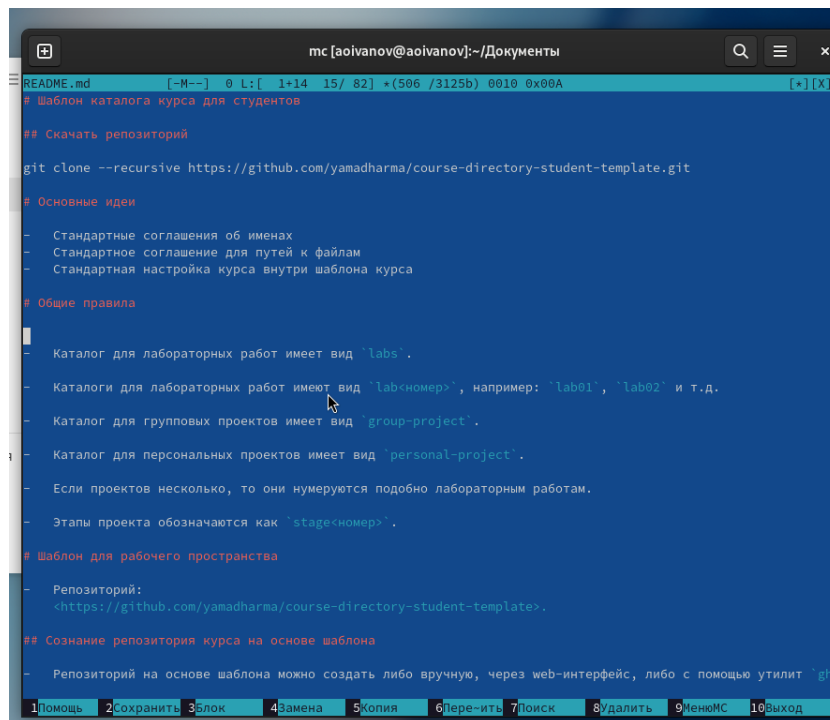 mc [aoivanov@aoivanov]:~/Документы
README.md [-M--] 0 L:[ 1+14 15/ 82] *(506 /3125b) 0010 0x00A [*][X]
# Шаблон каталога курса для студентов
## Скачать репозиторий
git clone --recursive https://github.com/yamadharma/course-directory-student-template.git
# Основные идеи
- Стандартные соглашения об именах
- Стандартное соглашение для путей к файлам
- Стандартная настройка курса внутри шаблона курса
# Общие правила
- Каталог для лабораторных работ имеет вид `labs`.
- Каталоги для лабораторных работ имеют вид `lab<номер>`, например: `lab01`, `lab02` и т.д.
- Каталог для групповых проектов имеет вид `group-project`.
- Каталог для персональных проектов имеет вид `personal-project`.
- Если проектов несколько, то они нумеруются подобно лабораторным работам.
- Этапы проекта обозначаются как `stage<номер>`.
# Шаблон для рабочего пространства
- Репозиторий:
<https://github.com/yamadharma/course-directory-student-template>.
## Сознание репозитория курса на основе шаблона
- Репозиторий на основе шаблона можно создать либо вручную, через web-интерфейс, либо с помощью утилит `gh
1Помощь 2Сохранить 3Блок 4Замена 5Копия 6Пере~ить 7Поиск 8Удалить 9МенюMC 10Выход